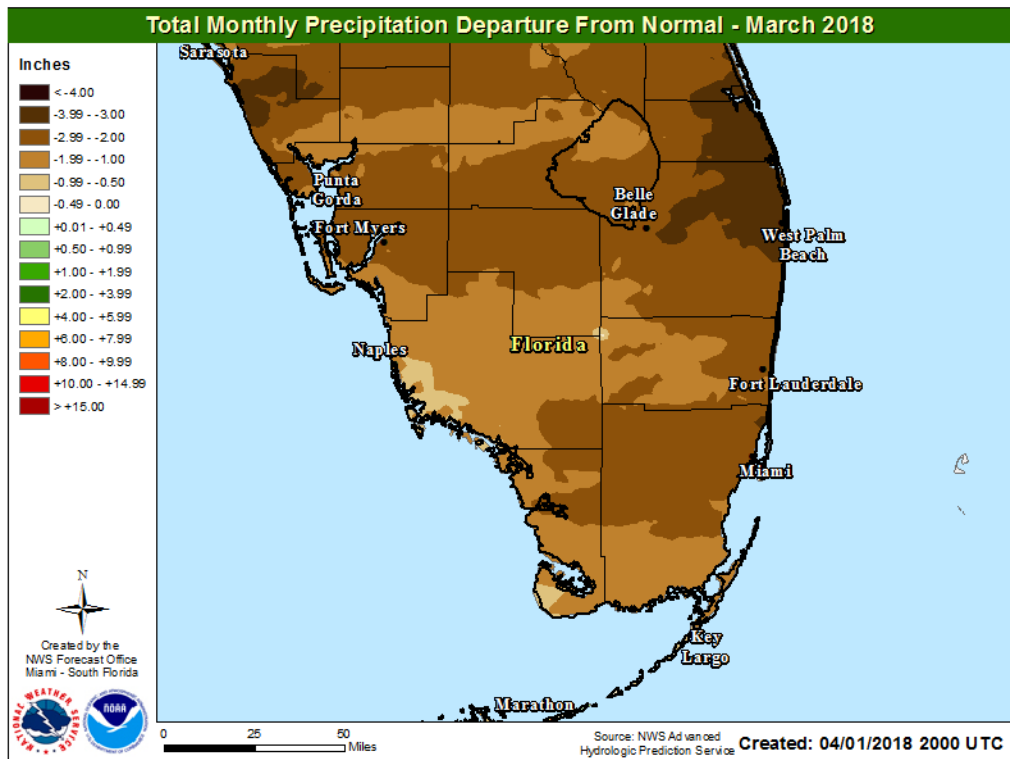 Total Monthly Precipitation Departure From Normal - March 2018
Inches
< -4.00
-3.99 - -3.00
-2.99 - -2.00
-1.99 - -1.00
-0.99 - -0.50
-0.49 - 0.00
+0.01 - +0.49
+0.50 - +0.99
+1.00 - +1.99
+2.00 - +3.99
+4.00 - +5.99
+6.00 - +7.99
+8.00 - +9.99
+10.00 - +14.99
> +15.00
Sarasota
Punta
Gorda
Fort Myers
Belle
Glade
West Palm
Beach
Naples
Florida
Fort Lauderdale
Miami
Key
Largo
Marathon
N
Created by the
NWS Forecast Office
Miami - South Florida
NATIONAL WEATHER SERVICE
NOAA
0 25 50
Miles
Source: NWS Advanced
Hydrologic Prediction Service
Created: 04/01/2018 2000 UTC